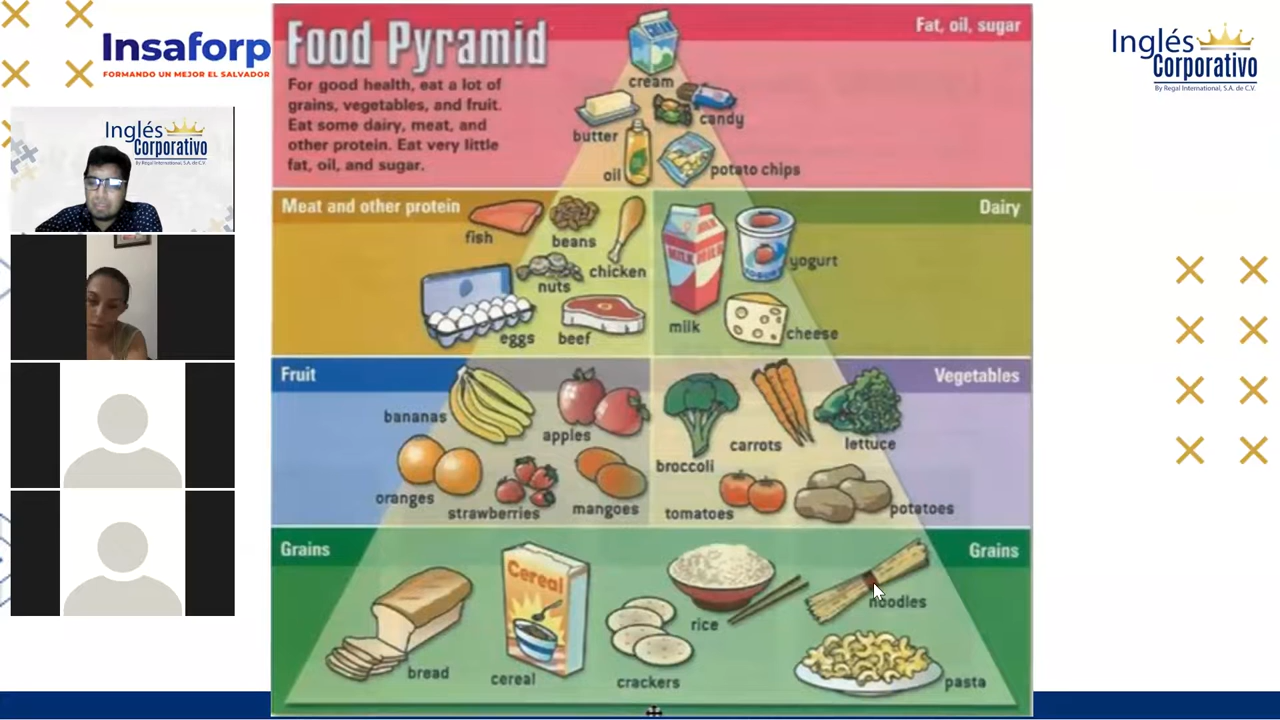 Insaforp
FORMANDO UN MEJOR EL SALVADOR
Inglés
Corporativo
By Regal International, S.A. de C.V.
Food Pyramid
For good health, eat a lot of
grains, vegetables, and fruit.
Eat some dairy, meat, and
other protein. Eat very little
fat, oil, and sugar.
Fat, oil, sugar
CREAM
cream
butter
candy
oil
potato chips
Meat and other protein
fish
beans
chicken
nuts
eggs
beef
Dairy
MILK
milk
yogurt
cheese
Fruit
bananas
apples
oranges
strawberries
mangoes
Vegetables
broccoli
carrots
lettuce
tomatoes
potatoes
Grains
Grains
bread
Cereal
cereal
crackers
rice
noodles
pasta
Inglés
Corporativo
By Regal International, S.A. de C.V.